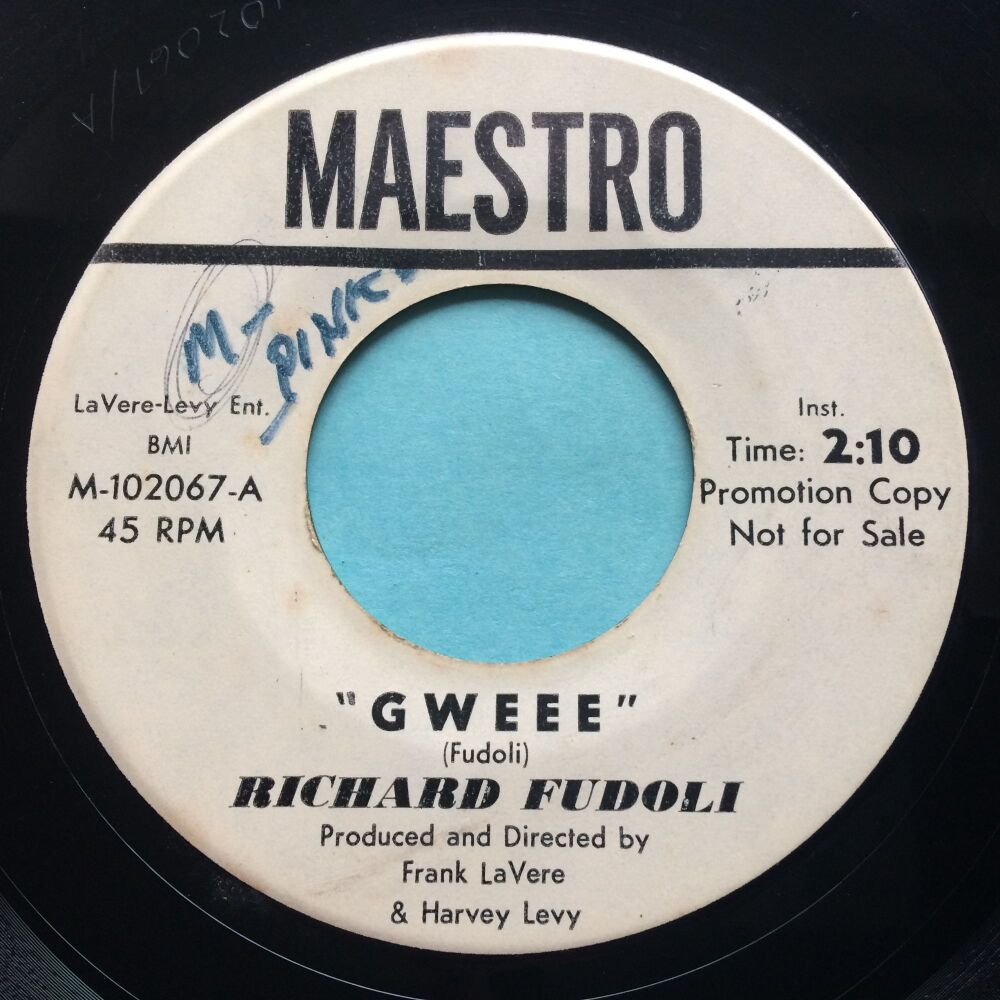 102067/A
MAESTRO
M-
LaVere-Levy Ent.
BMI
M-102067-A
45 RPM
Inst.
Time: 2:10
Promotion Copy
Not for Sale
"GWEEE"
(Fudoli)
RICHARD FUDOLI
Produced and Directed by
Frank LaVere
& Harvey Levy